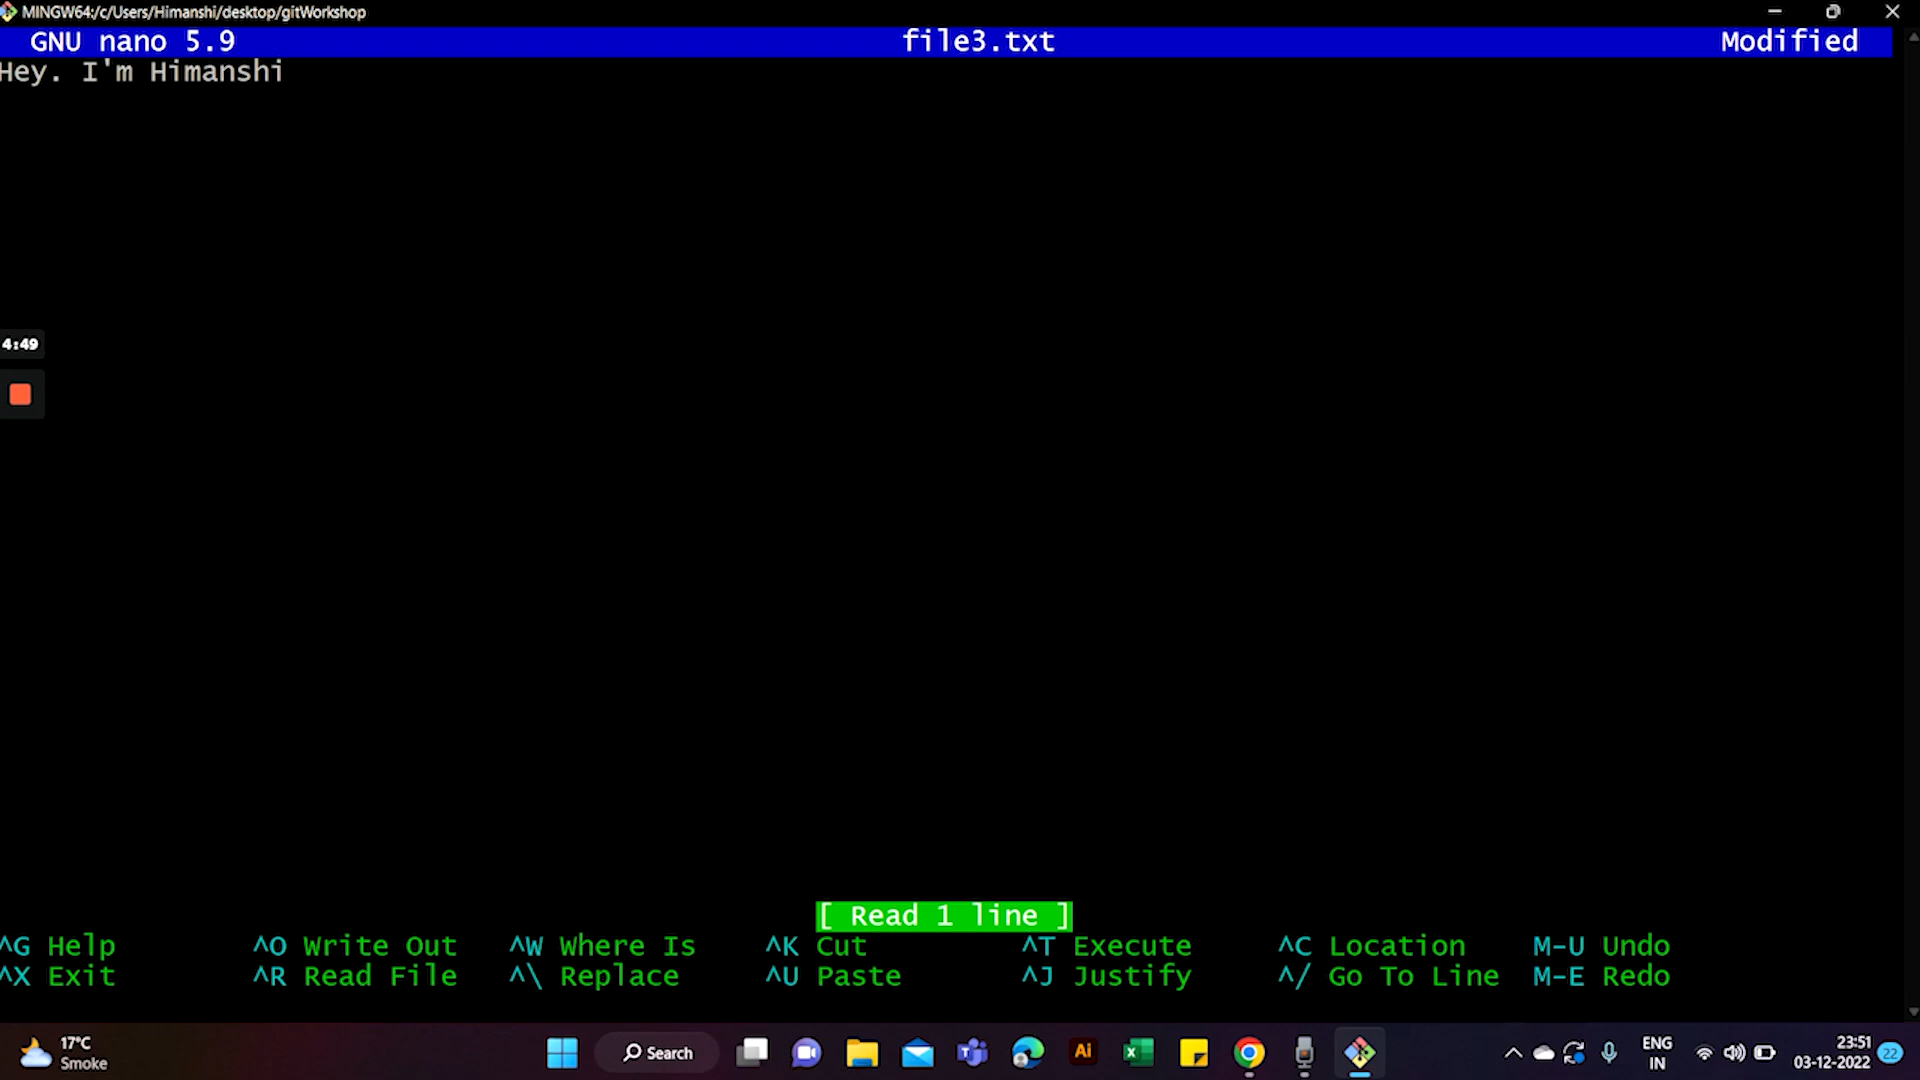 MINGW64:/c/Users/Himanshi/desktop/gitWorkshop
GNU nano 5.9 file3.txt Modified
Hey. I'm Himanshi
4:49
[ Read 1 line ]
^G Help ^O Write Out ^W Where Is ^K Cut ^T Execute ^C Location M-U Undo
^X Exit ^R Read File ^\ Replace ^U Paste ^J Justify ^/ Go To Line M-E Redo
17°C
Smoke
Search
Ai
ENG
IN
23:51
03-12-2022
22